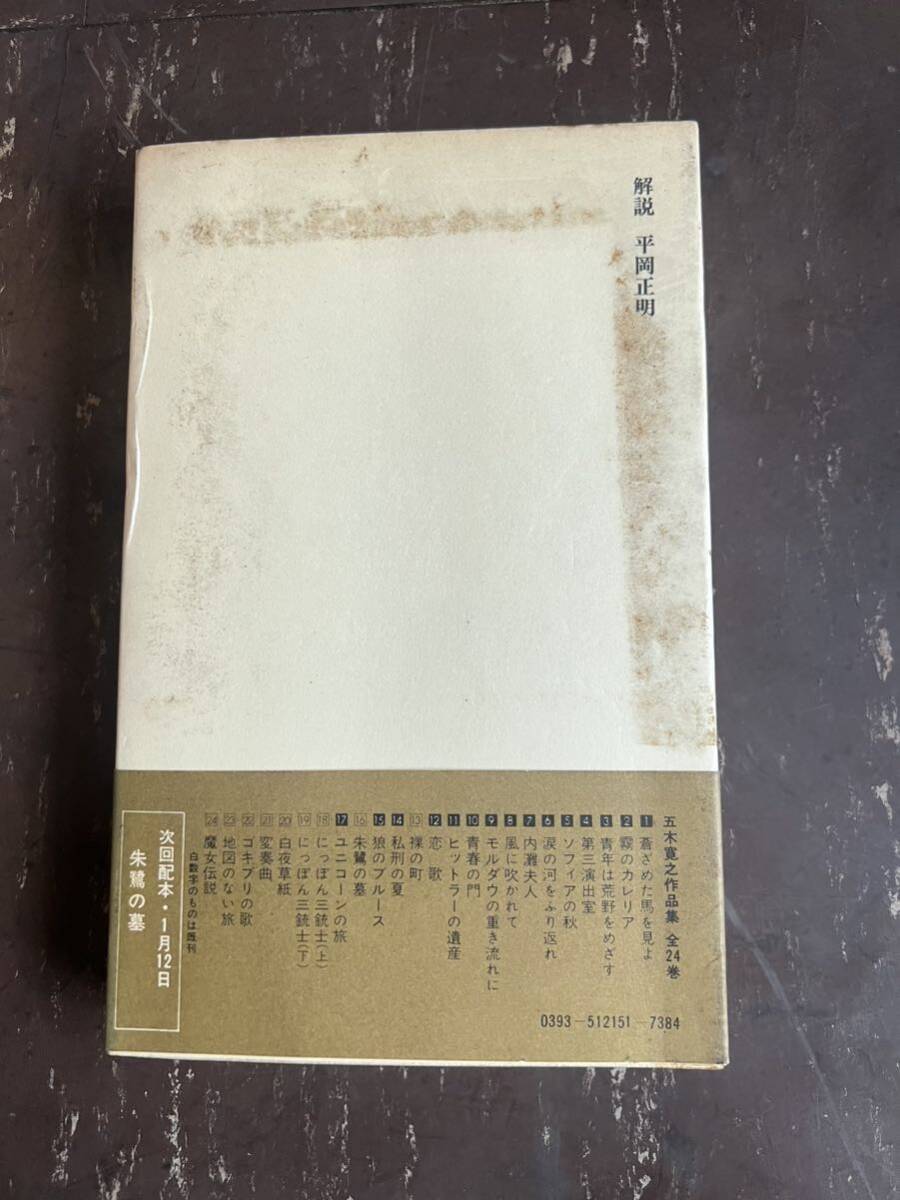 解説 平岡正明
五木寛之作品集 全24巻
1 蒼ざめた馬を見よ
2 霧のカレリア
3 青年は荒野をめざす
4 第三演出室
5 ソフィアの秋
6 涙の河をふり返れ
7 内灘夫人
8 風に吹かれて
9 モルダウの重き流れに
10 青春の門
11 ヒットラーの遺産
12 恋歌
13 裸の町
14 私刑の夏
15 狼のブルース
16 朱鷺の墓
17 ユニコーンの旅
18 にっぽん三銃士(上)
19 にっぽん三銃士(下)
20 白夜草紙
21 変奏曲
22 ゴキブリの歌
23 地図のない旅
24 魔女伝説
白数字のものは既刊
次回配本・1月12日
朱鷺の墓
0393-512151-7384